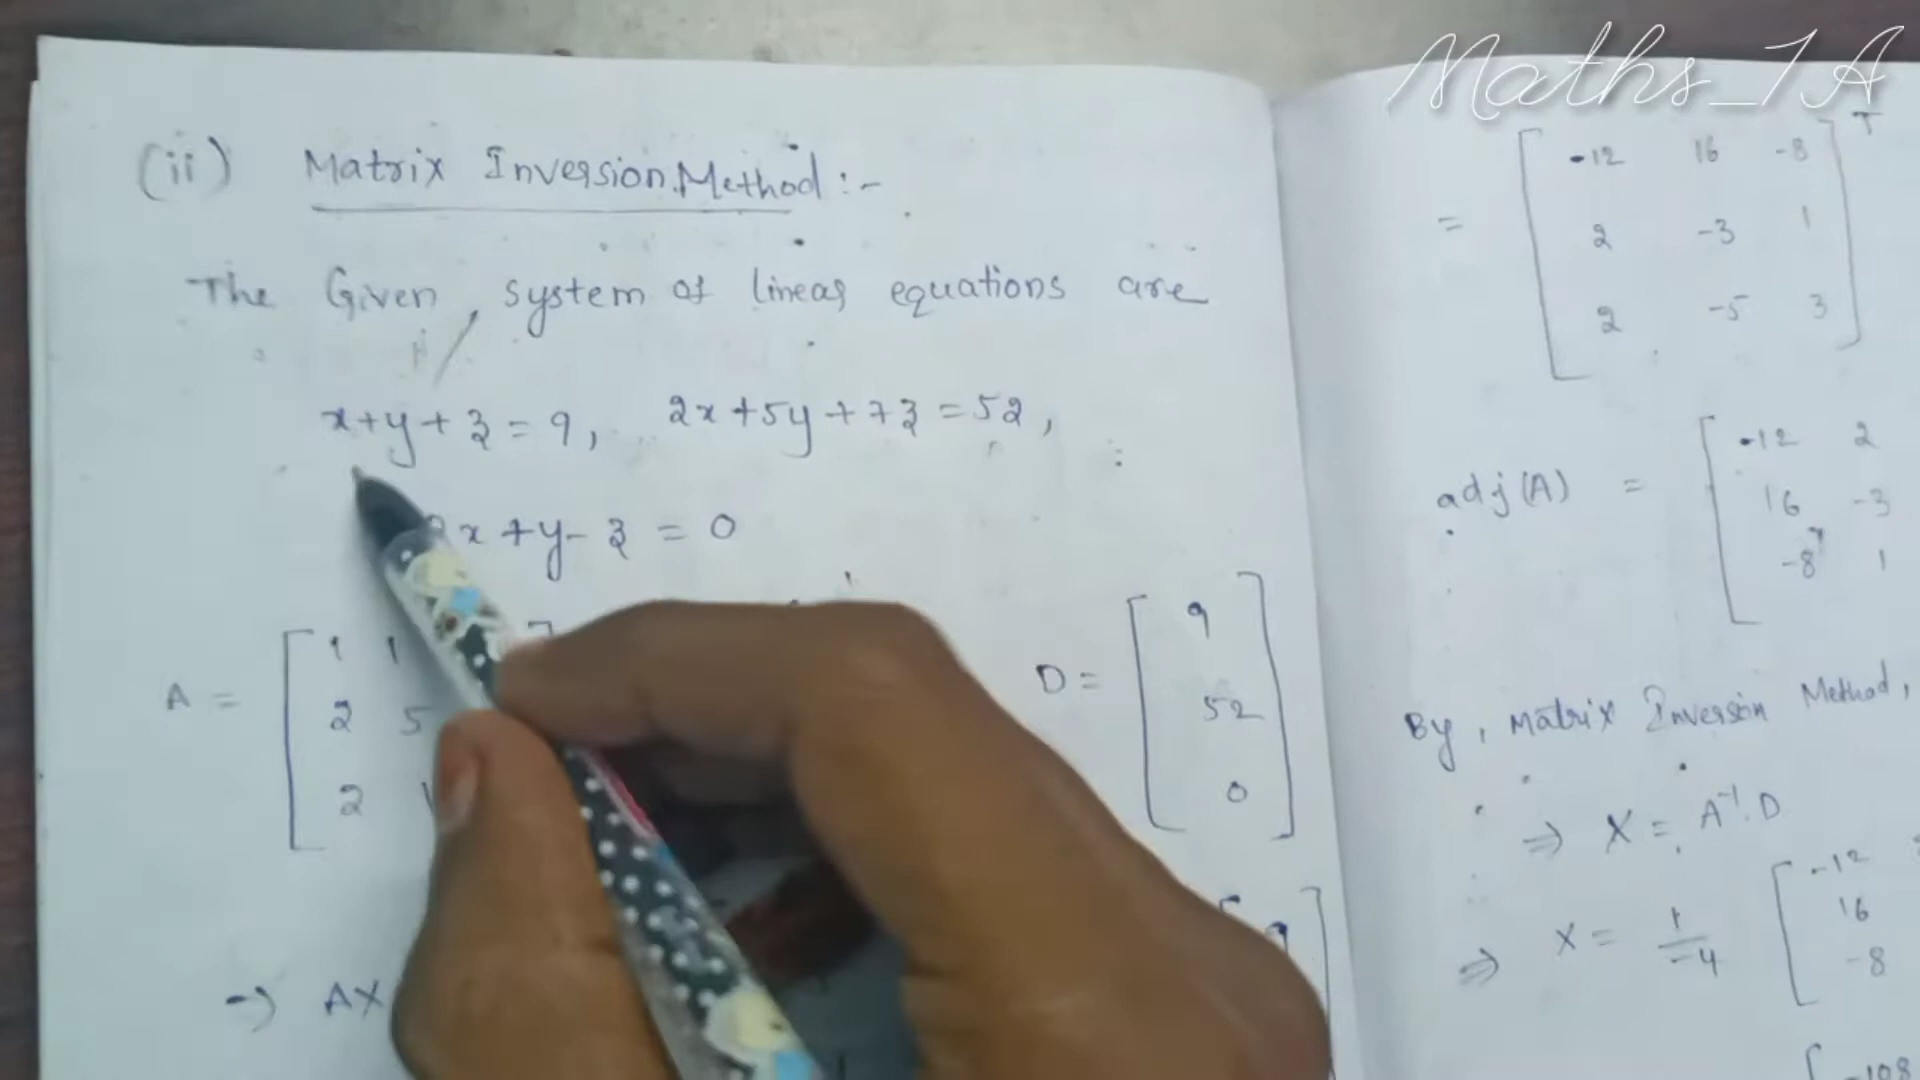 Maths_1A
(ii) Matrix Inversion Method :-
The Given, system of linear equations are
x+y+z = 9, 2x+5y+7z = 52,
2x+y-z = 0
A = [ 1 1
2 5
2 1
D = [ 9
52
0 ]
→ AX
= [ -12 16 -8
2 -3 1
2 -5 3 ] T
adj(A) = [ -12 2
16 -3
-8 1
By, Matrix Inversion Method,
⇒ X = A⁻¹.D
⇒ X = 1/-4 [ -12
16
-8
-108